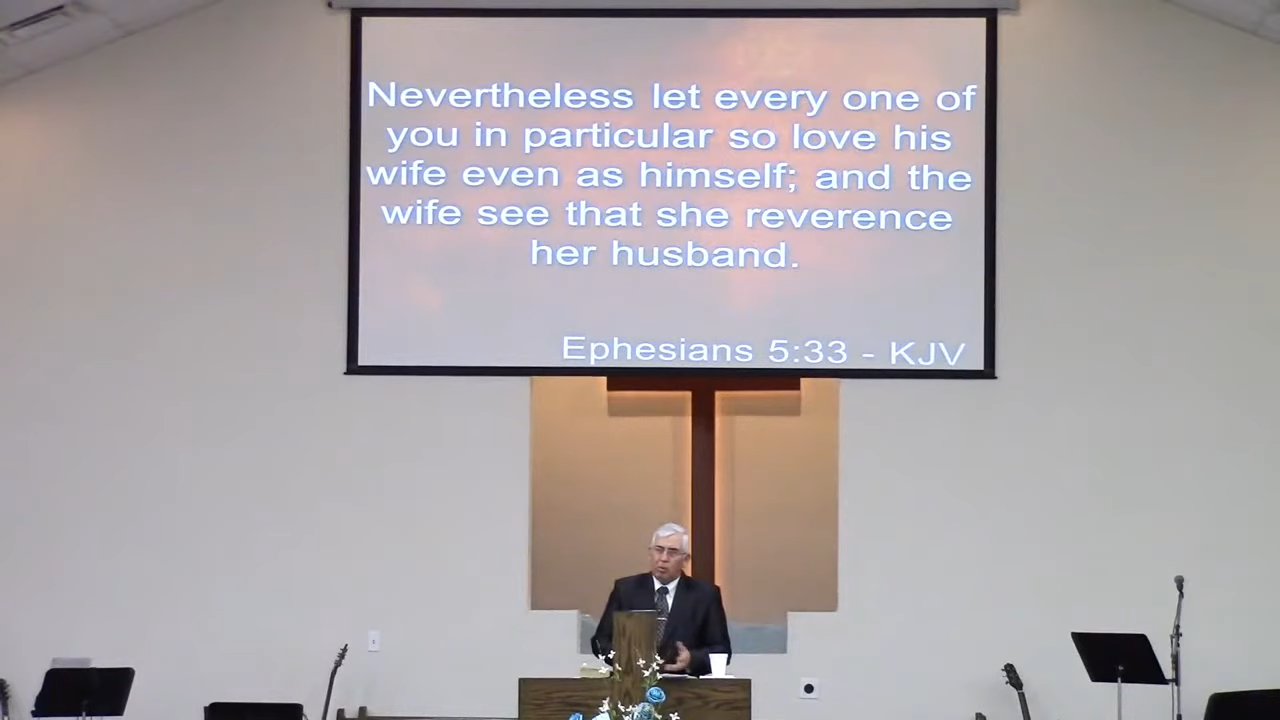 Nevertheless let every one of
you in particular so love his
wife even as himself; and the
wife see that she reverence
her husband.
Ephesians 5:33 - KJV